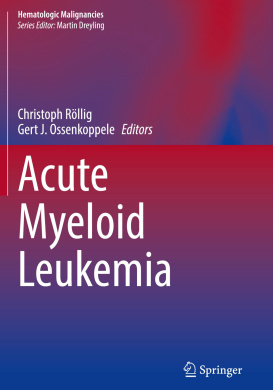 Hematologic Malignancies
Series Editor: Martin Dreyling
Christoph Röllig
Gert J. Ossenkoppele Editors
Acute
Myeloid
Leukemia
Springer